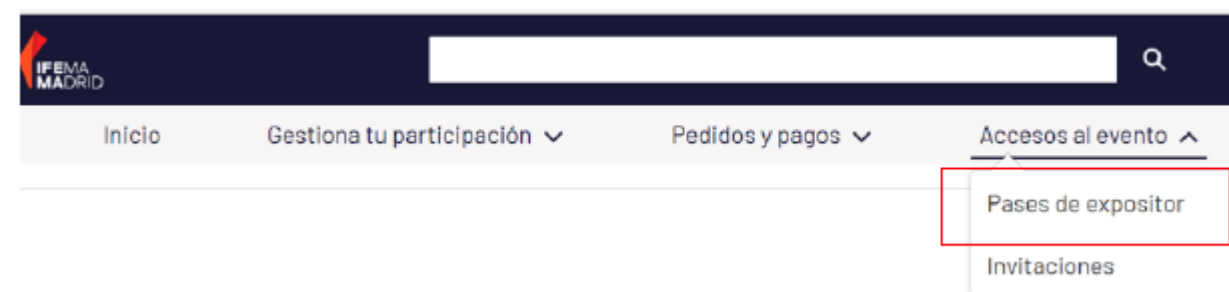 IFEMA
MADRID
Inicio Gestiona tu participación Pedidos y pagos Accesos al evento
Pases de expositor
Invitaciones